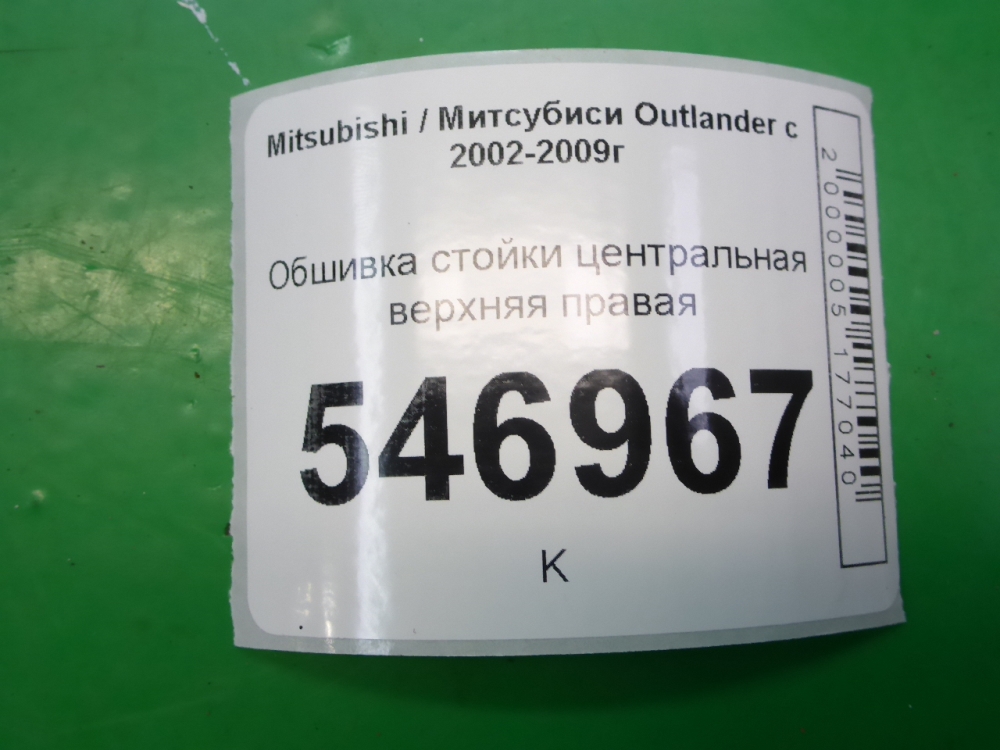 Mitsubishi / Митсубиси Outlander с
2002-2009г
Обшивка стойки центральная
верхняя правая
546967
К
2000005177040